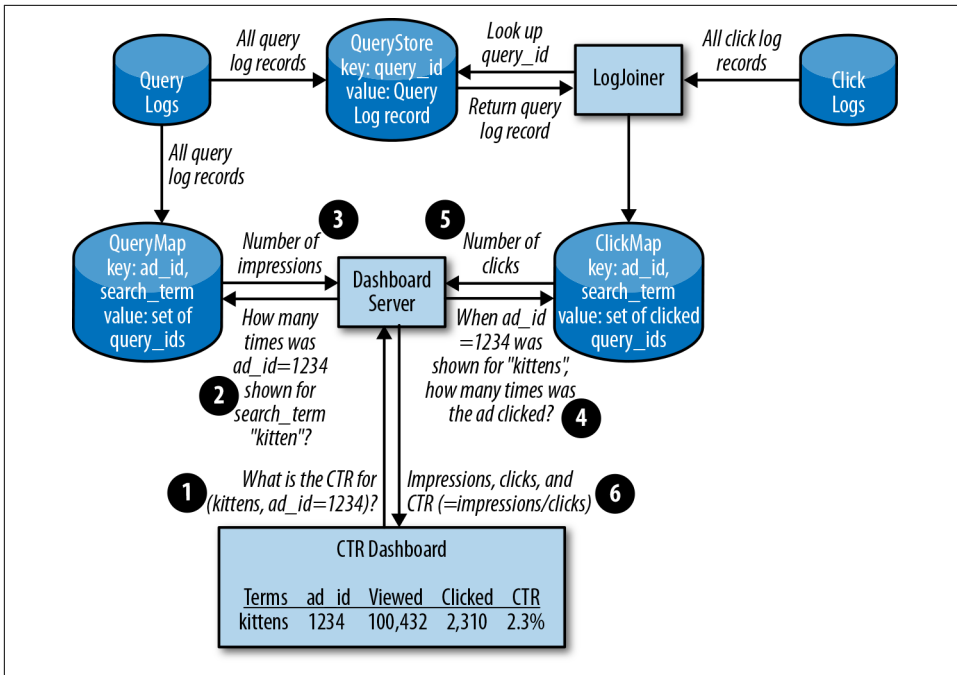 All query
log records
QueryStore
key: query_id
value: Query
Log record
Look up
query_id
Return query
log record
LogJoiner
All click log
records
Query
Logs
Click
Logs
All query
log records
3
5
QueryMap
key: ad_id,
search_term
value: set of
query_ids
Number of
impressions
Dashboard
Server
Number of
clicks
ClickMap
key: ad_id,
search_term
value: set of clicked
query_ids
2
How many
times was
ad_id=1234
shown for
search_term
"kitten"?
When ad_id
=1234 was
shown for "kittens",
how many times was
the ad clicked?
4
1
What is the CTR for
(kittens, ad_id=1234)?
Impressions, clicks, and
CTR (=impressions/clicks)
6
CTR Dashboard
Terms ad_id Viewed Clicked CTR
kittens 1234 100,432 2,310 2.3%